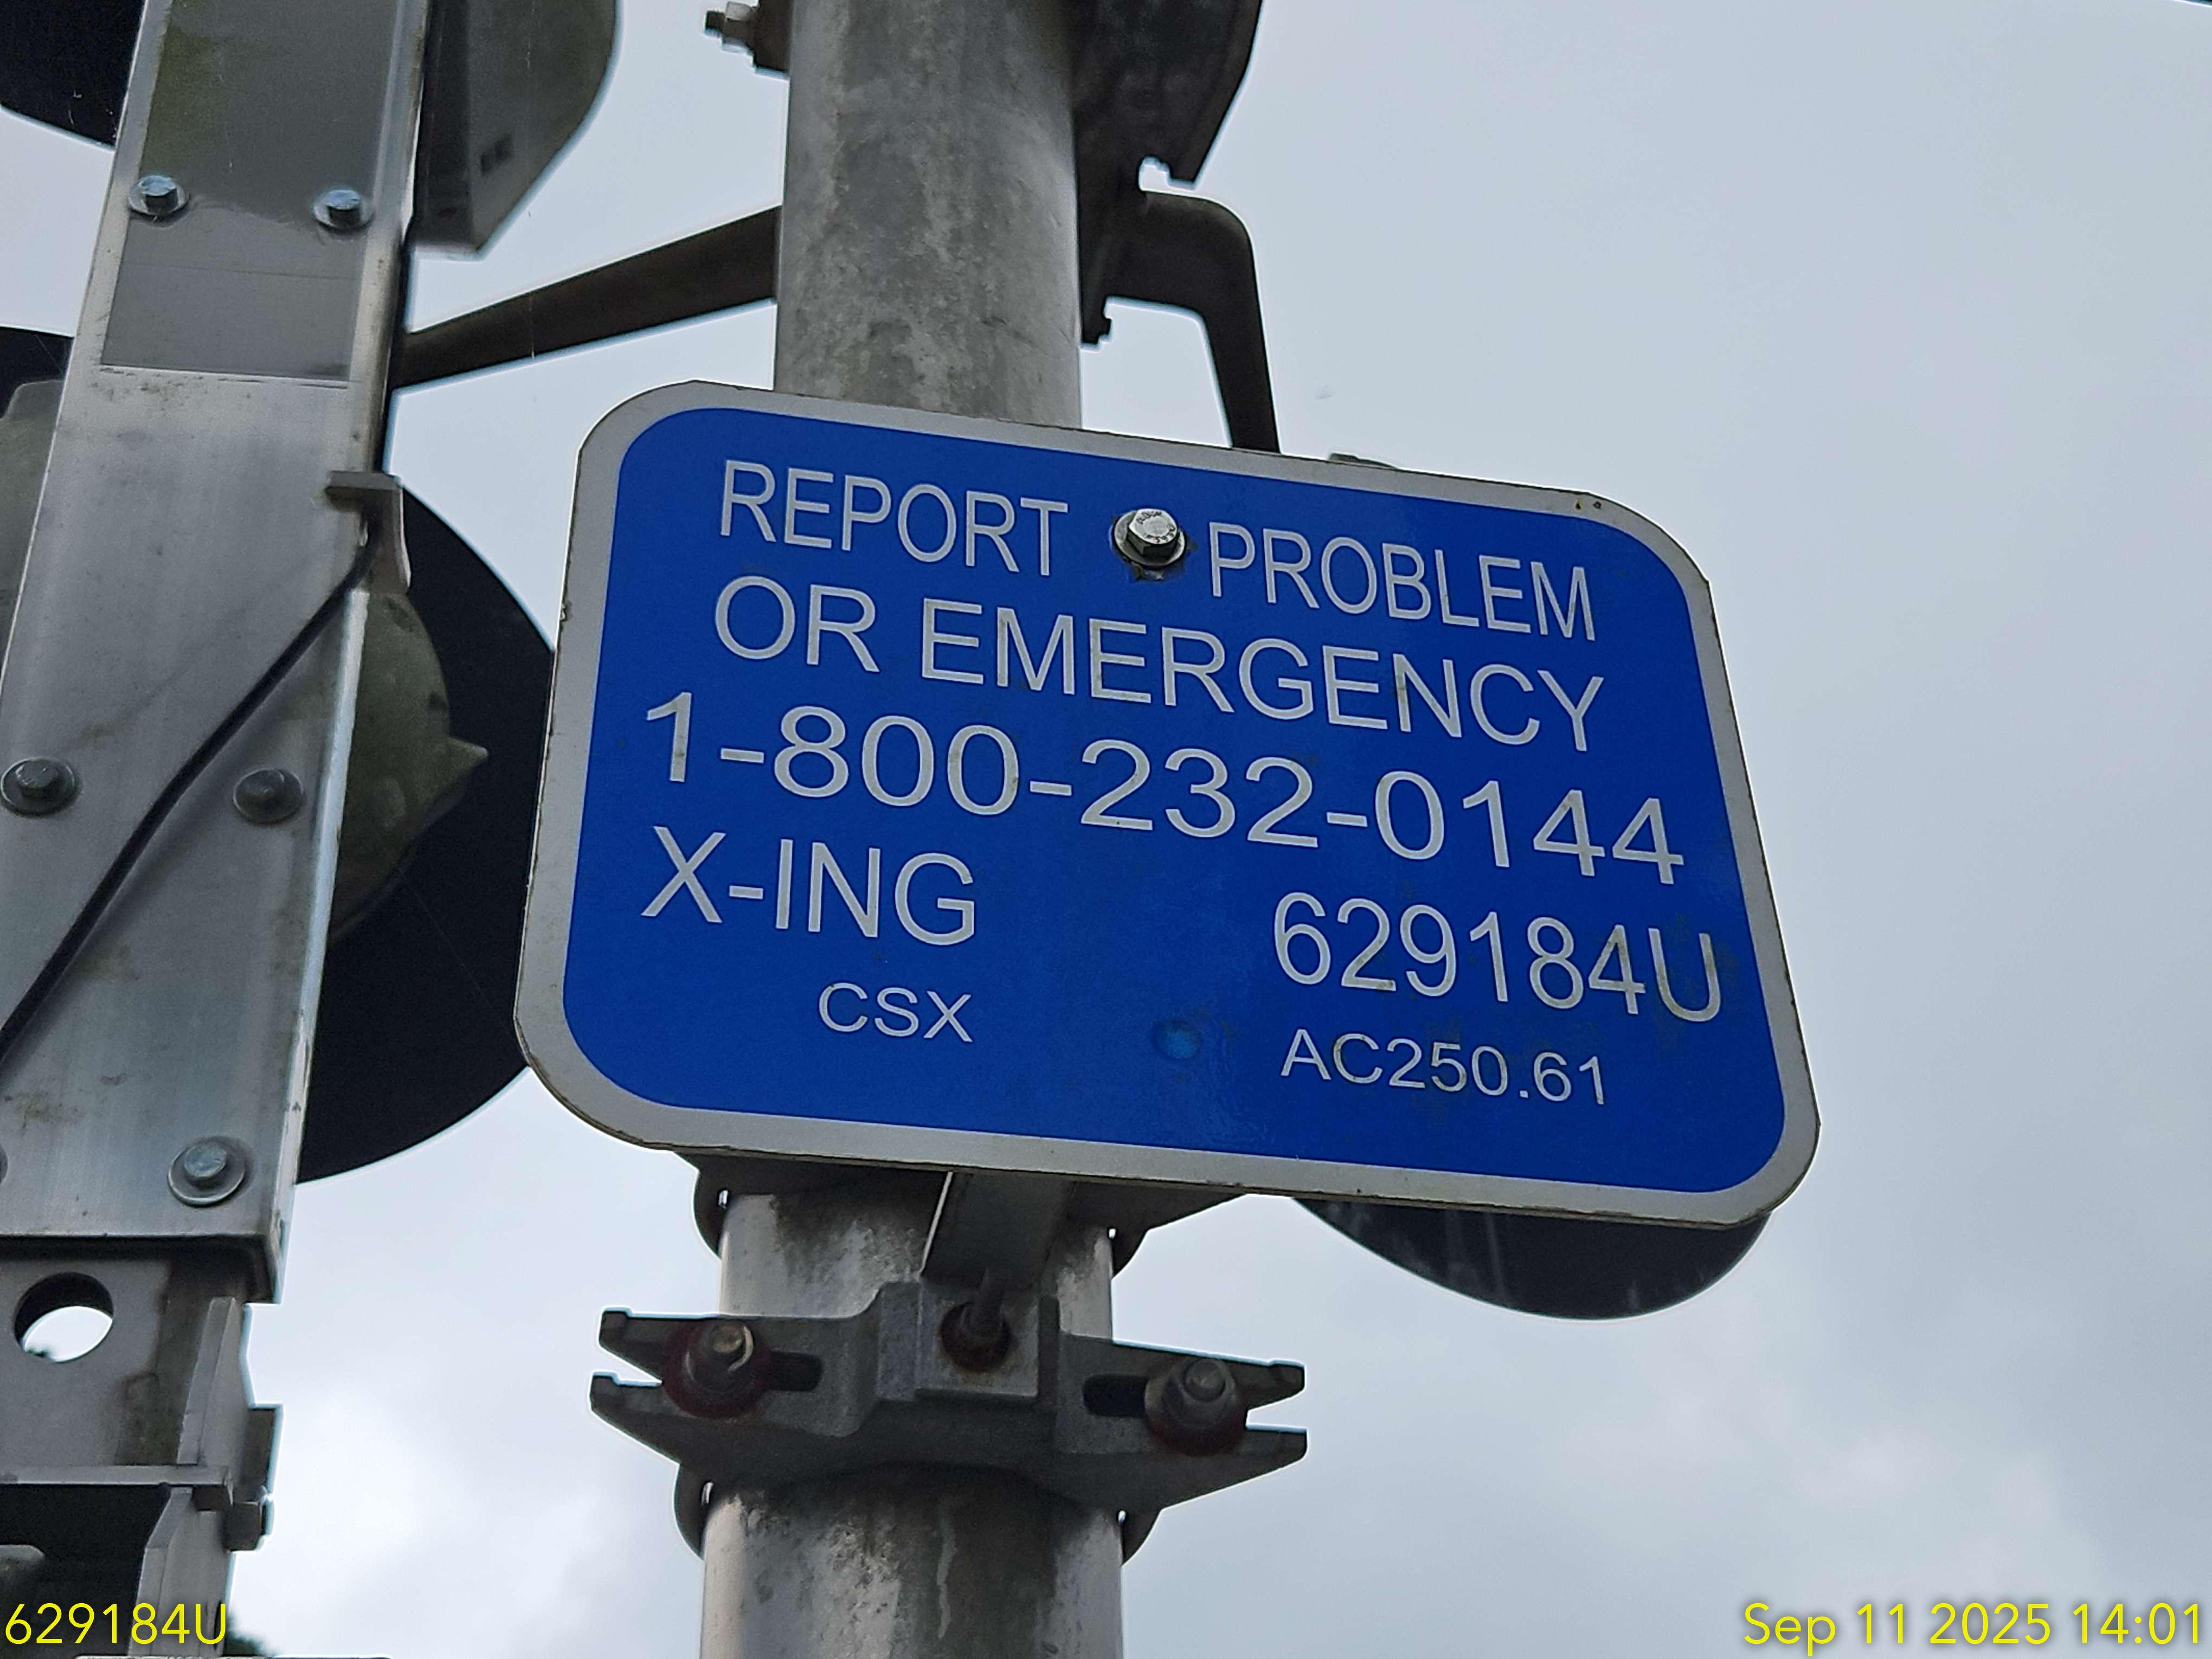 REPORT PROBLEM
OR EMERGENCY
1-800-232-0144
X-ING 629184U
CSX AC250.61
629184U
Sep 11 2025 14:01